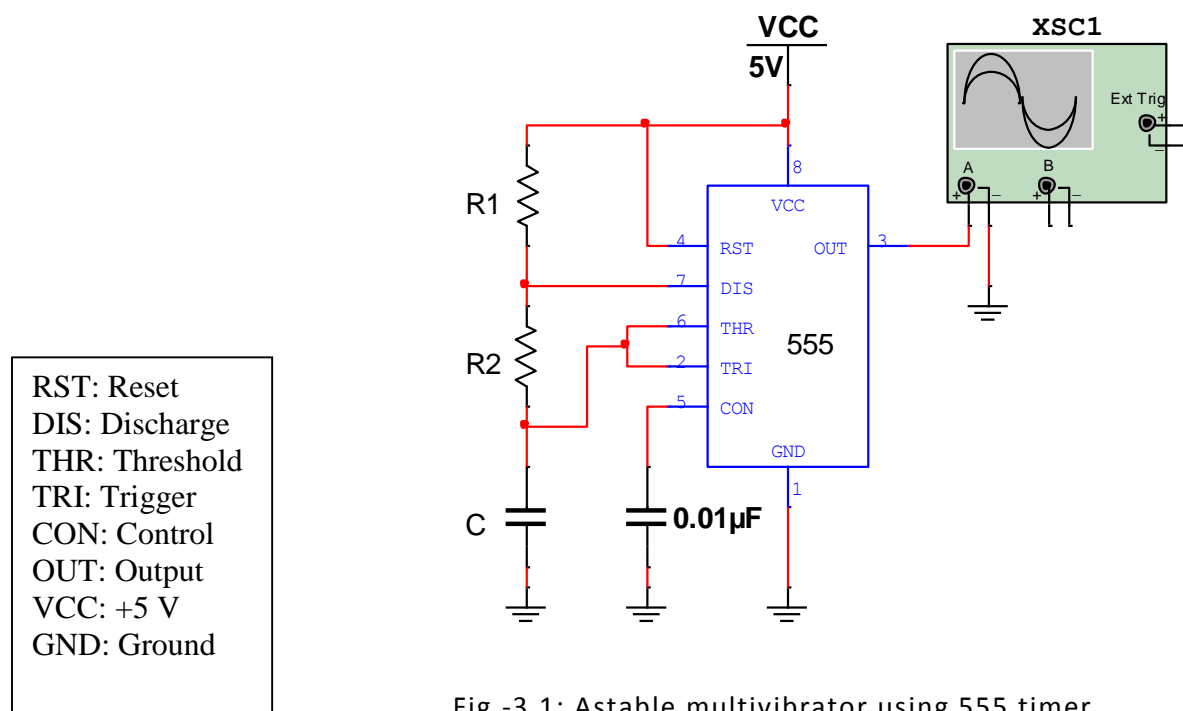 VCC
5V
XSC1
Ext Trig
+
_
A
B
+
_
+
_
R1
R2
C
0.01µF
8
VCC
4
RST
OUT
3
7
DIS
6
THR
555
2
TRI
5
CON
GND
1
RST: Reset
DIS: Discharge
THR: Threshold
TRI: Trigger
CON: Control
OUT: Output
VCC: +5 V
GND: Ground
Fig.-3.1: Astable multivibrator using 555 timer